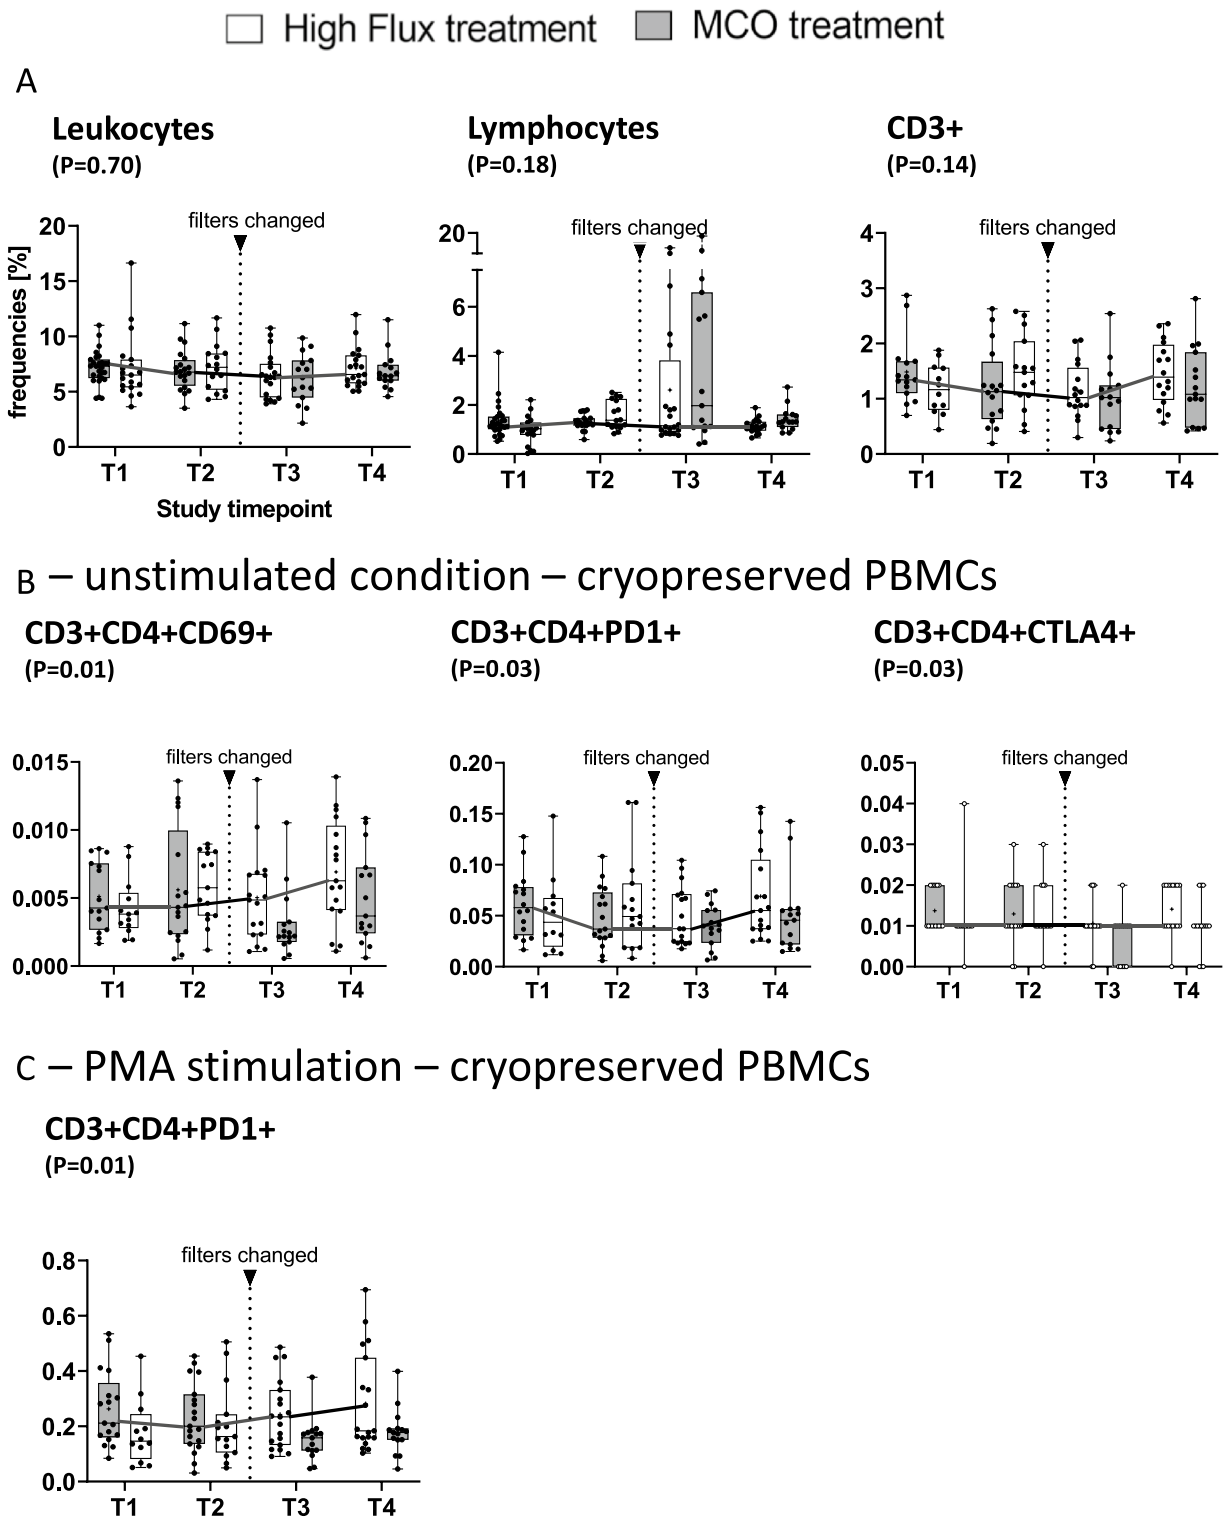 High Flux treatment MCO treatment
A
Leukocytes Lymphocytes CD3+
(P=0.70) (P=0.18) (P=0.14)
filters changed filters changed filters changed
frequencies [%]
20
15
10
5
0
T1 T2 T3 T4
Study timepoint
20
6
4
2
0
T1 T2 T3 T4
4
3
2
1
0
T1 T2 T3 T4
B – unstimulated condition – cryopreserved PBMCs
CD3+CD4+CD69+ CD3+CD4+PD1+ CD3+CD4+CTLA4+
(P=0.01) (P=0.03) (P=0.03)
filters changed filters changed filters changed
0.015
0.010
0.005
0.000
T1 T2 T3 T4
0.20
0.15
0.10
0.05
0.00
T1 T2 T3 T4
0.05
0.04
0.03
0.02
0.01
0.00
T1 T2 T3 T4
C – PMA stimulation – cryopreserved PBMCs
CD3+CD4+PD1+
(P=0.01)
filters changed
0.8
0.6
0.4
0.2
0.0
T1 T2 T3 T4